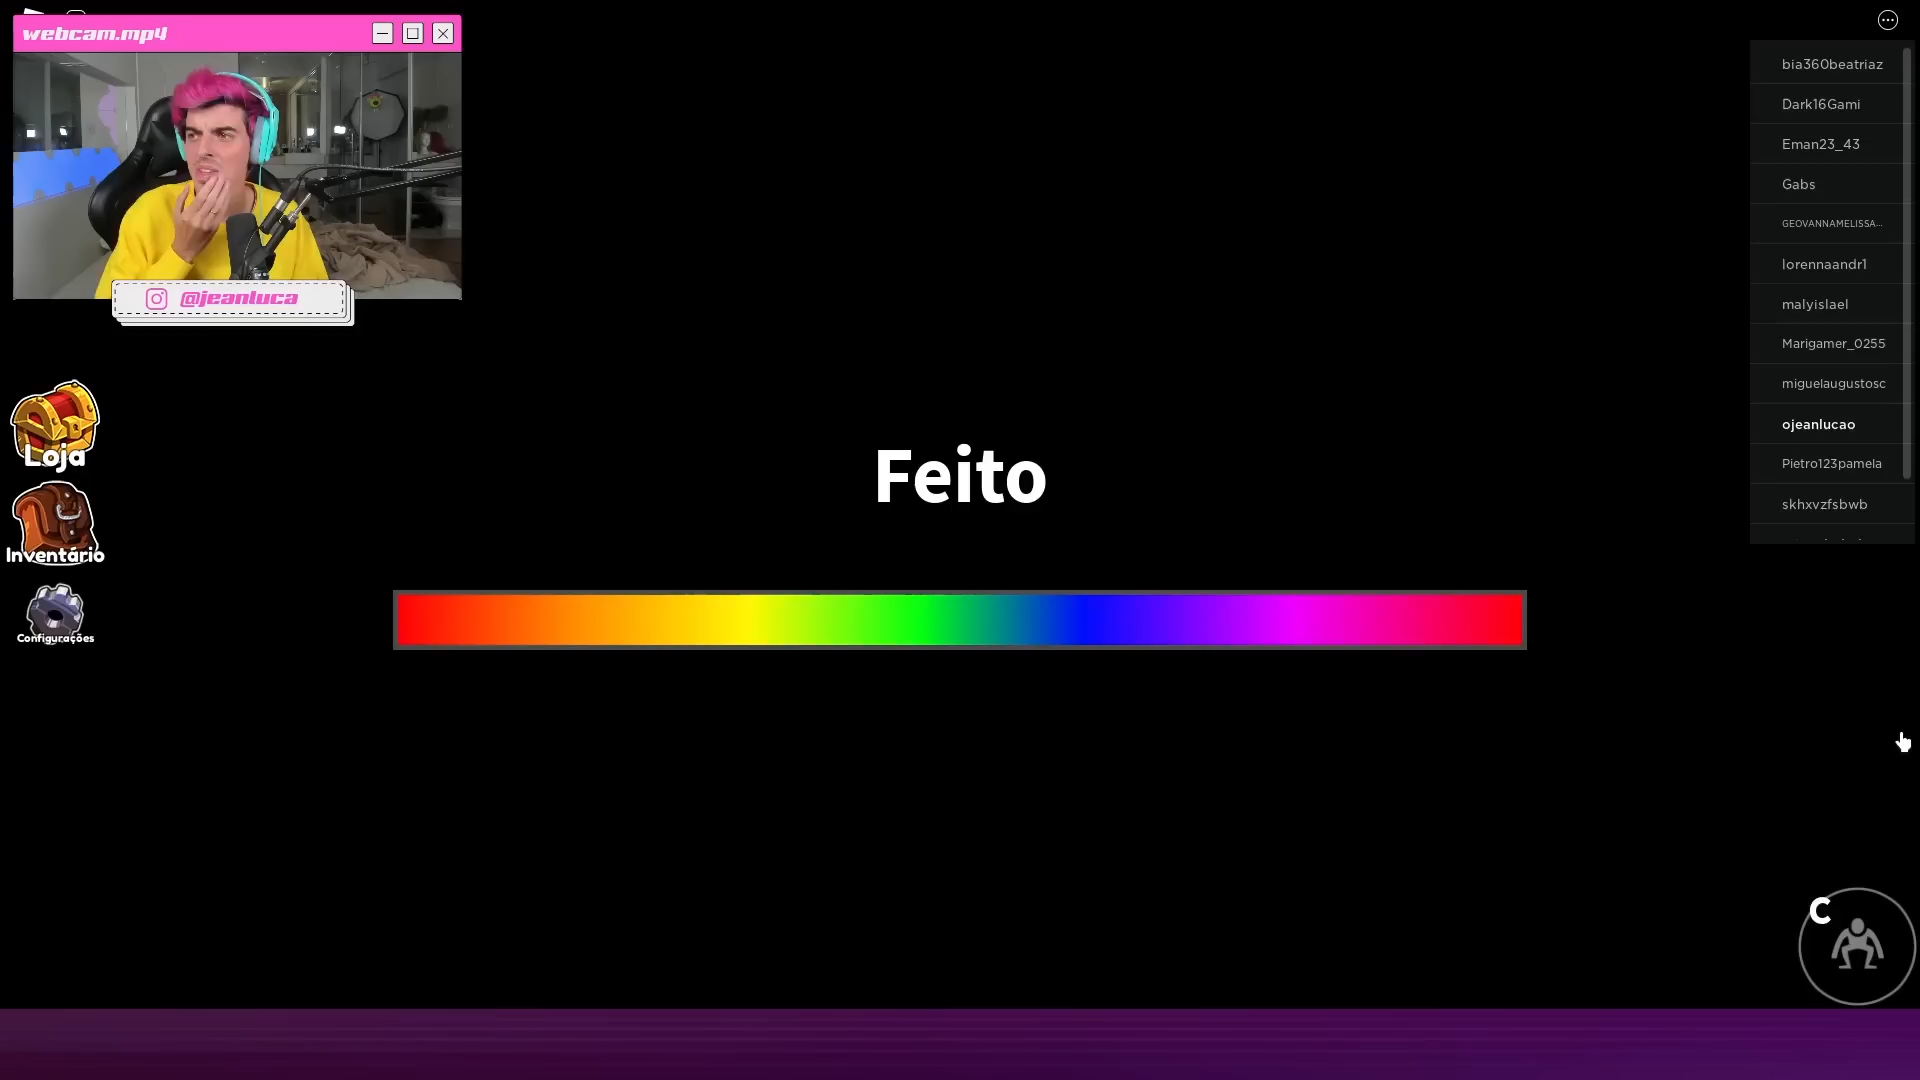 webcam.mp4
@jeanluca
Loja
Inventário
Configurações
Feito
bia360beatriaz
Dark16Gami
Eman23_43
Gabs
GEOVANNAMELISSA...
lorennaandr1
malyislael
Marigamer_0255
miguelaugustosc
ojeanlucao
Pietro123pamela
skhxvzfsbwb
C